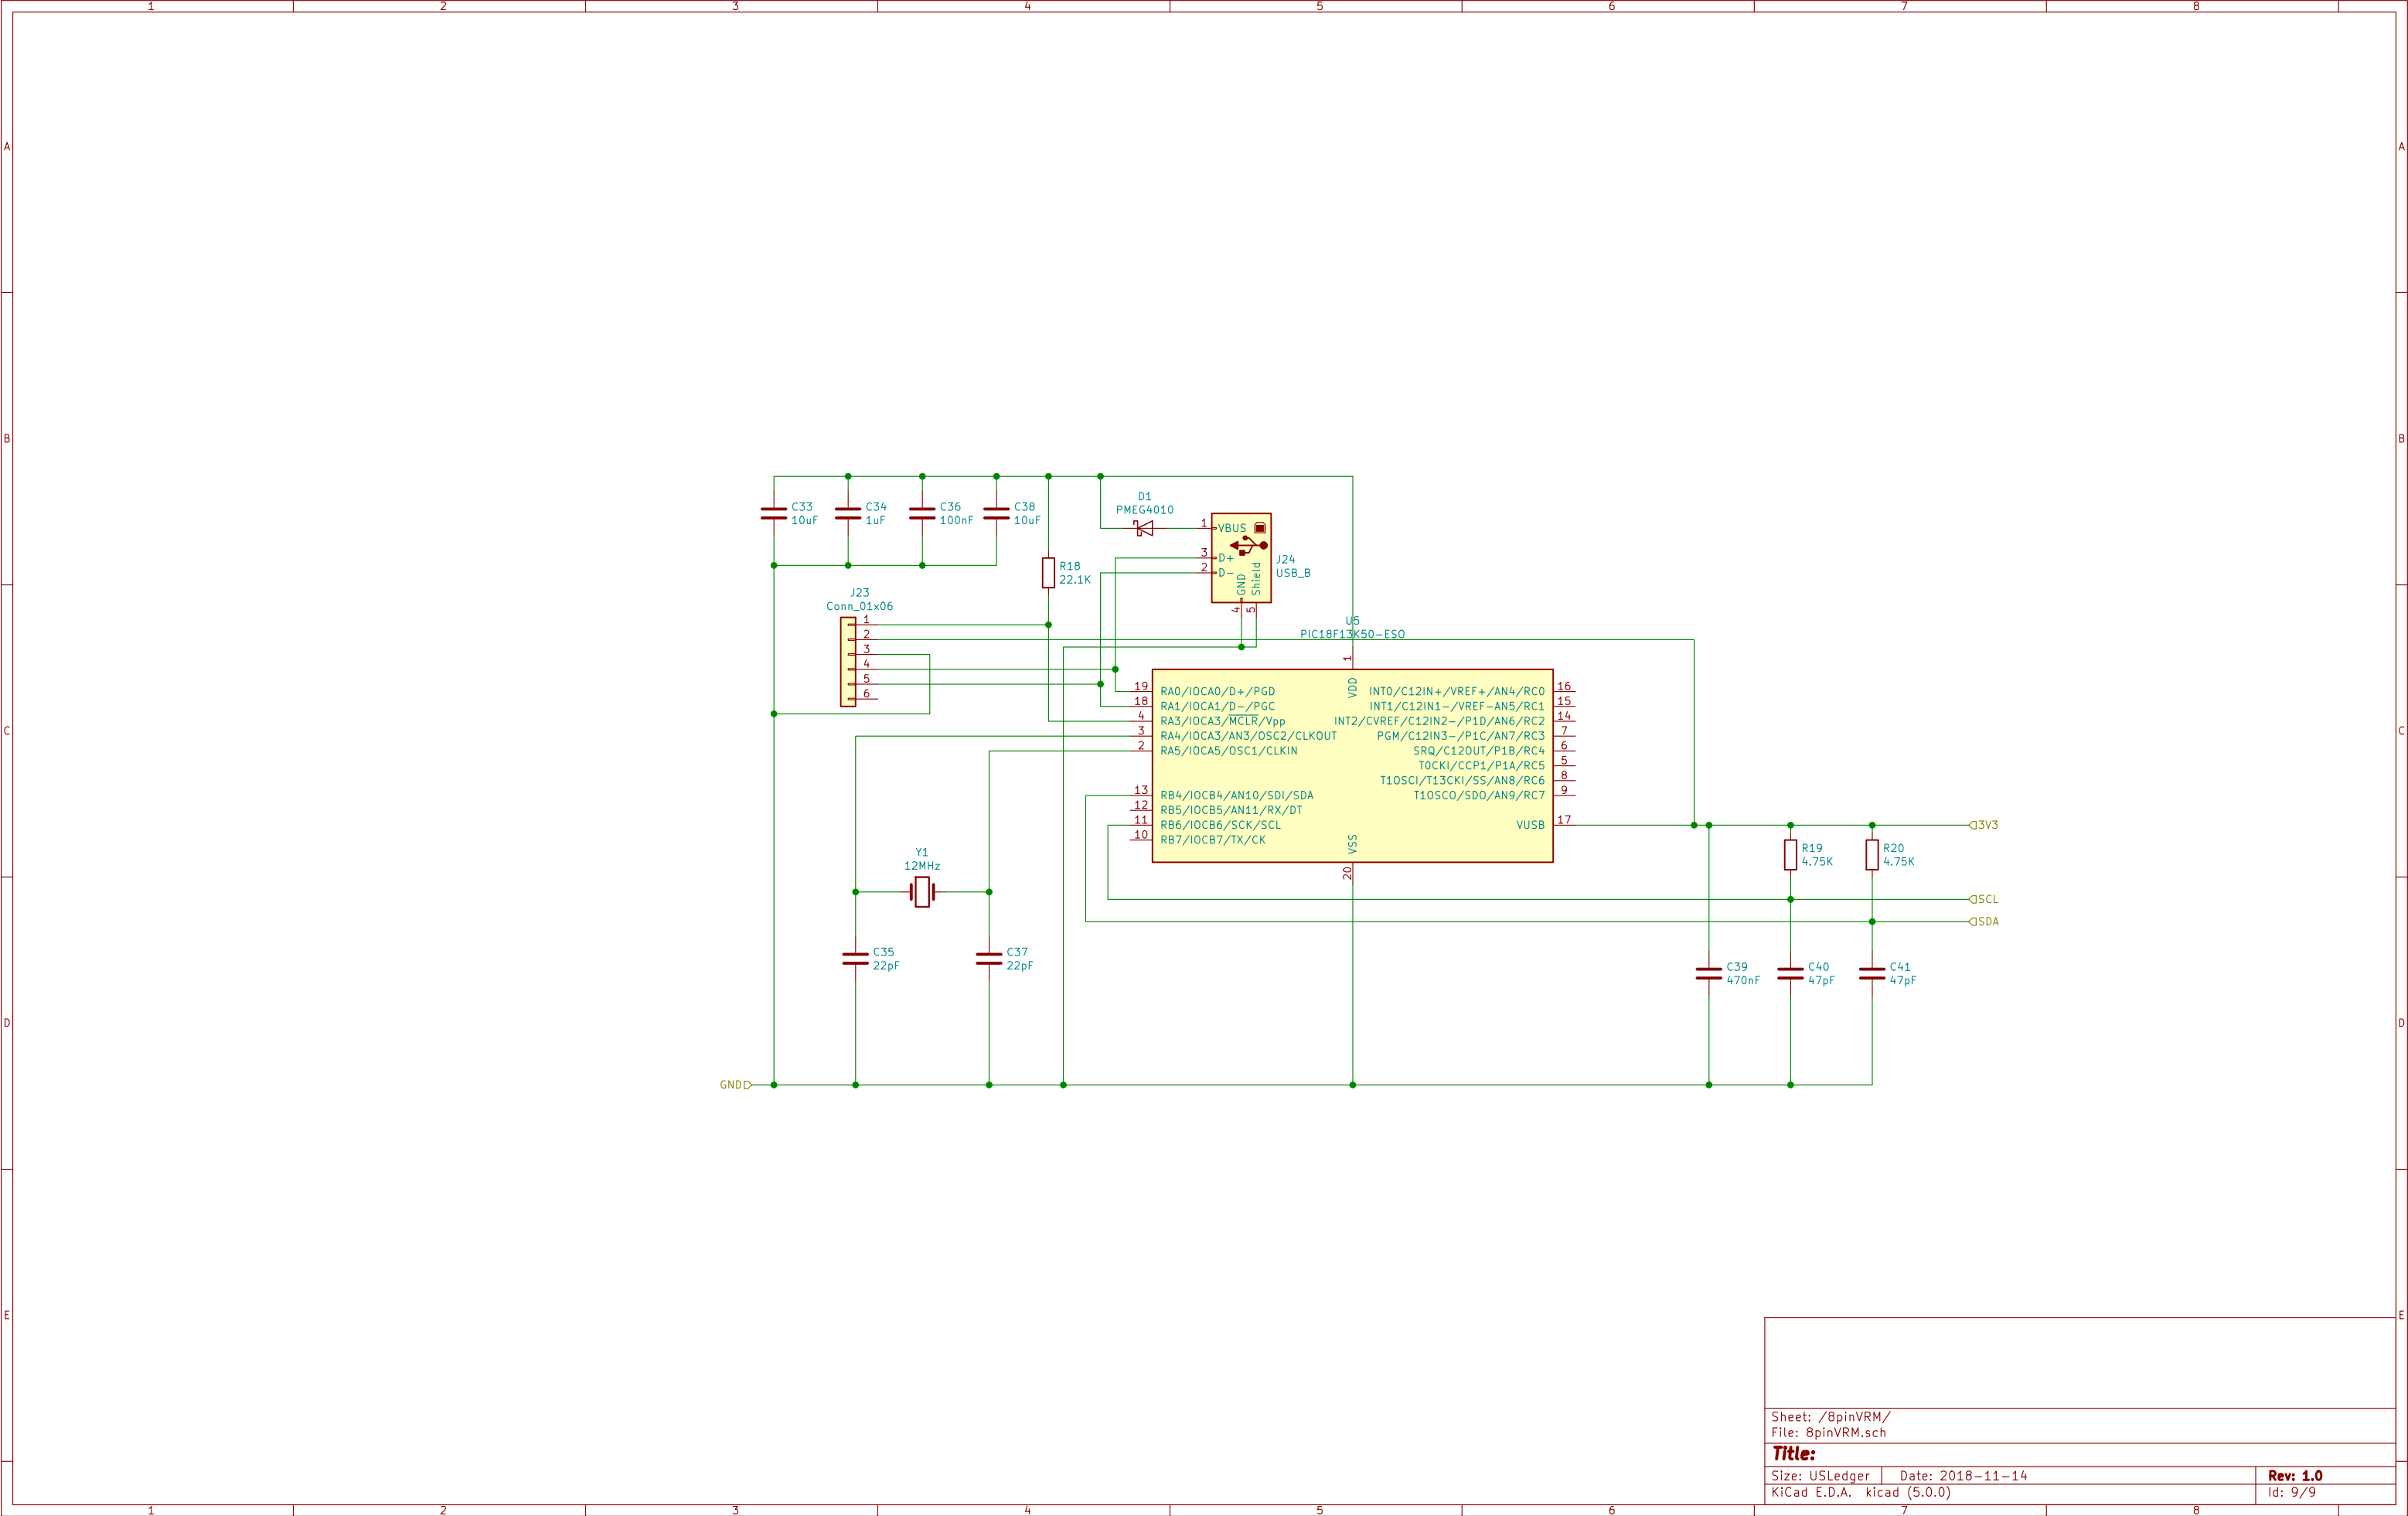 1 2 3 4 5 6 7 8
A A
B B
C C
D D
E E
C33
10uF
C34
1uF
C36
100nF
C38
10uF
D1
PMEG4010
1 VBUS
3 D+
2 D-
GND
Shield
4
5
J24
USB_B
R18
22.1K
J23
Conn_01x06
1
2
3
4
5
6
U5
PIC18F13K50-ESO
1
VDD
19 RA0/IOCA0/D+/PGD
18 RA1/IOCA1/D-/PGC
4 RA3/IOCA3/MCLR/Vpp
3 RA4/IOCA3/AN3/OSC2/CLKOUT
2 RA5/IOCA5/OSC1/CLKIN
13 RB4/IOCB4/AN10/SDI/SDA
12 RB5/IOCB5/AN11/RX/DT
11 RB6/IOCB6/SCK/SCL
10 RB7/IOCB7/TX/CK
INT0/C12IN+/VREF+/AN4/RC0 16
INT1/C12IN1-/VREF-AN5/RC1 15
INT2/CVREF/C12IN2-/P1D/AN6/RC2 14
PGM/C12IN3-/P1C/AN7/RC3 7
SRQ/C12OUT/P1B/RC4 6
T0CKI/CCP1/P1A/RC5 5
T1OSCI/T13CKI/SS/AN8/RC6 8
T1OSCO/SDO/AN9/RC7 9
VUSB 17
VSS
20
3V3
R19
4.75K
R20
4.75K
SCL
SDA
Y1
12MHz
C35
22pF
C37
22pF
C39
470nF
C40
47pF
C41
47pF
GND
Sheet: /8pinVRM/
File: 8pinVRM.sch
Title:
Size: USLedger Date: 2018-11-14 Rev: 1.0
KiCad E.D.A. kicad (5.0.0) Id: 9/9
1 2 3 4 5 6 7 8